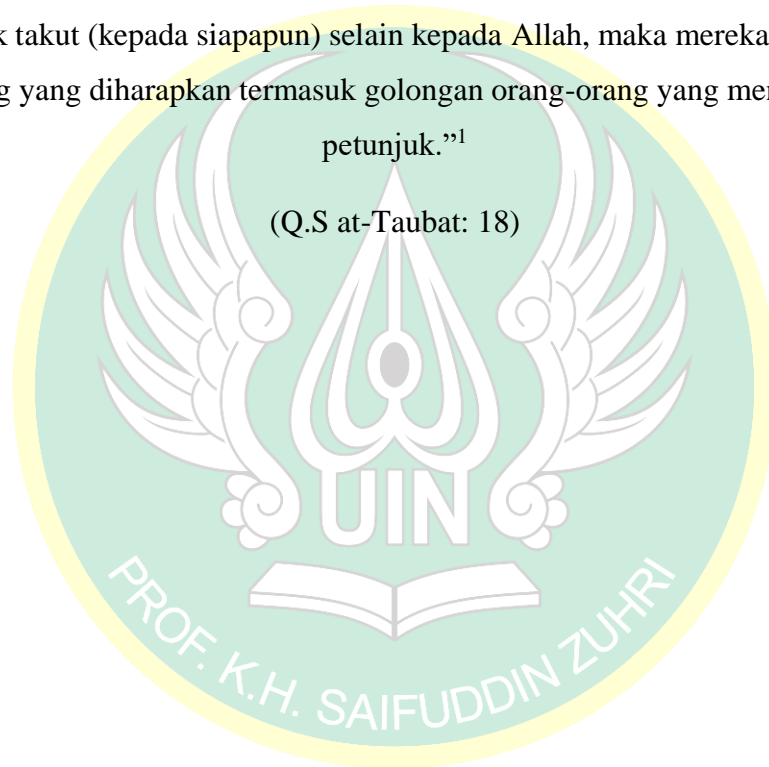 takut (kepada siapapun) selain kepada Allah, maka mereka
yang diharapkan termasuk golongan orang-orang yang
petunjuk.”1
(Q.S at-Taubat: 18)
UIN
PROF. K.H. SAIFUDDIN ZUHRI